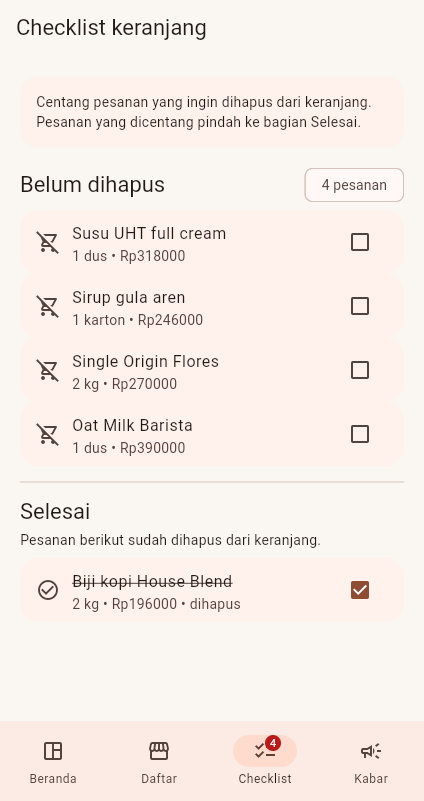 Checklist keranjang
Centang pesanan yang ingin dihapus dari keranjang.
Pesanan yang dicentang pindah ke bagian Selesai.
Belum dihapus
4 pesanan
Susu UHT full cream
1 dus • Rp318000
Sirup gula aren
1 karton • Rp246000
Single Origin Flores
2 kg • Rp270000
Oat Milk Barista
1 dus • Rp390000
Selesai
Pesanan berikut sudah dihapus dari keranjang.
Biji kopi House Blend
2 kg • Rp196000 • dihapus
4
Beranda
Daftar
Checklist
Kabar